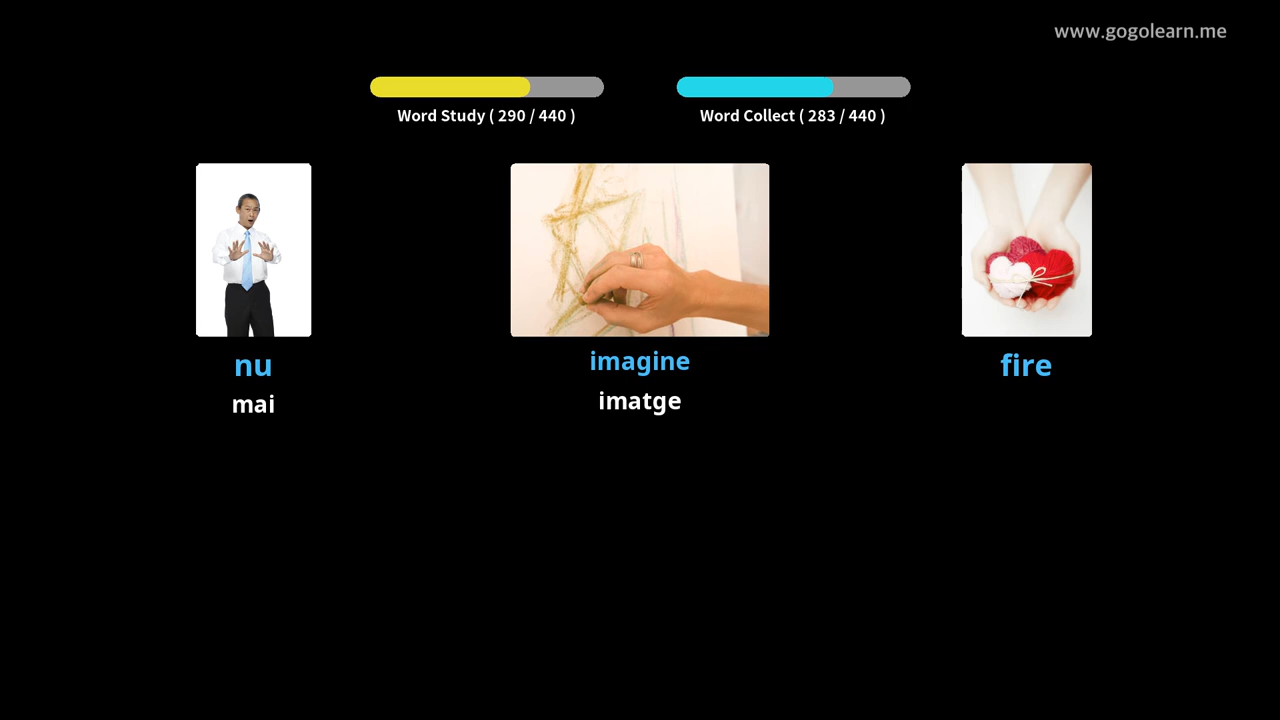 www.gogolearn.me
Word Study ( 290 / 440 )
Word Collect ( 283 / 440 )
nu
mai
imagine
imatge
fire